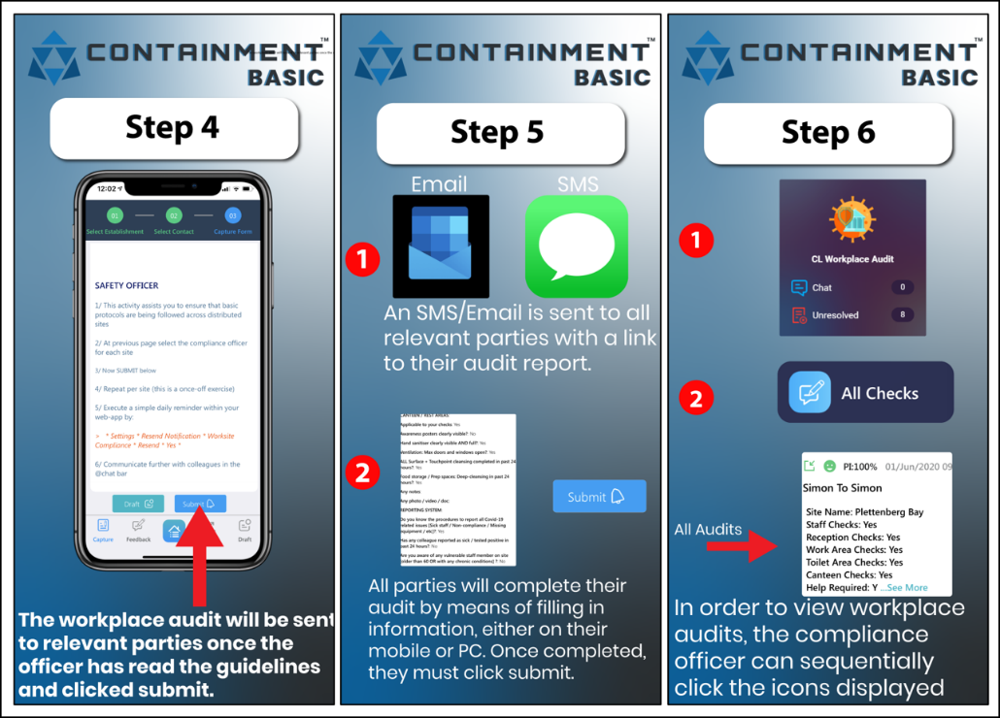 CONTAINMENT™
BASIC
Step 4
12:02
01
02
03
Select Establishment
Select Contact
Capture Form
SAFETY OFFICER
1/ This activity assists you to ensure that basic
protocols are being followed across distributed
sites
2/ At previous page select the compliance officer
for each site
3/ Now SUBMIT below
4/ Repeat per site (this is a once-off exercise)
5/ Execute a simple daily reminder within your
web-app by:
> * Settings * Resend Notification * Worksite
Compliance * Resend * Yes *
6/ Communicate further with colleagues in the
@chat bar
Draft
Submit
Capture
Feedback
Draft
The workplace audit will be sent
to relevant parties once the
officer has read the guidelines
and clicked submit.
CONTAINMENT™
BASIC
Step 5
Email
SMS
1
An SMS/Email is sent to all
relevant parties with a link
to their audit report.
2
CANTEEN / REST AREAS:
Applicable to your checks: No
Awareness posters clearly visible?: No
Hand sanitizer clearly visible AND full?: No
Ventilation: Max doors and windows open?: Yes
ALL Surface + Touchpoint cleansing completed in past 24
hours?: Yes
Food storage / Prep spaces: Deep-cleansing in past 24
hours?: Yes
Any notes
Any photo / video / doc:
REPORTING SYSTEM:
Do you know the procedures to report all Covid-19
related issues [Sick staff / Non-compliance / Missing
equipment / etc]?: Yes
Has any colleague reported as sick / tested positive in
past 24 hours?: No
Are you aware of any vulnerable staff member on site
(older than 60 OR with any chronic conditions) ?: No
Submit
All parties will complete their
audit by means of filling in
information, either on their
mobile or PC. Once completed,
they must click submit.
CONTAINMENT™
BASIC
Step 6
1
CL Workplace Audit
Chat
0
Unresolved
8
2
All Checks
PI:100%
01/Jun/2020 09
Simon To Simon
Site Name: Plettenberg Bay
Staff Checks: Yes
Reception Checks: Yes
Work Area Checks: Yes
Toilet Area Checks: Yes
Canteen Checks: Yes
Help Required: Y ...See More
All Audits
In order to view workplace
audits, the compliance
officer can sequentially
click the icons displayed